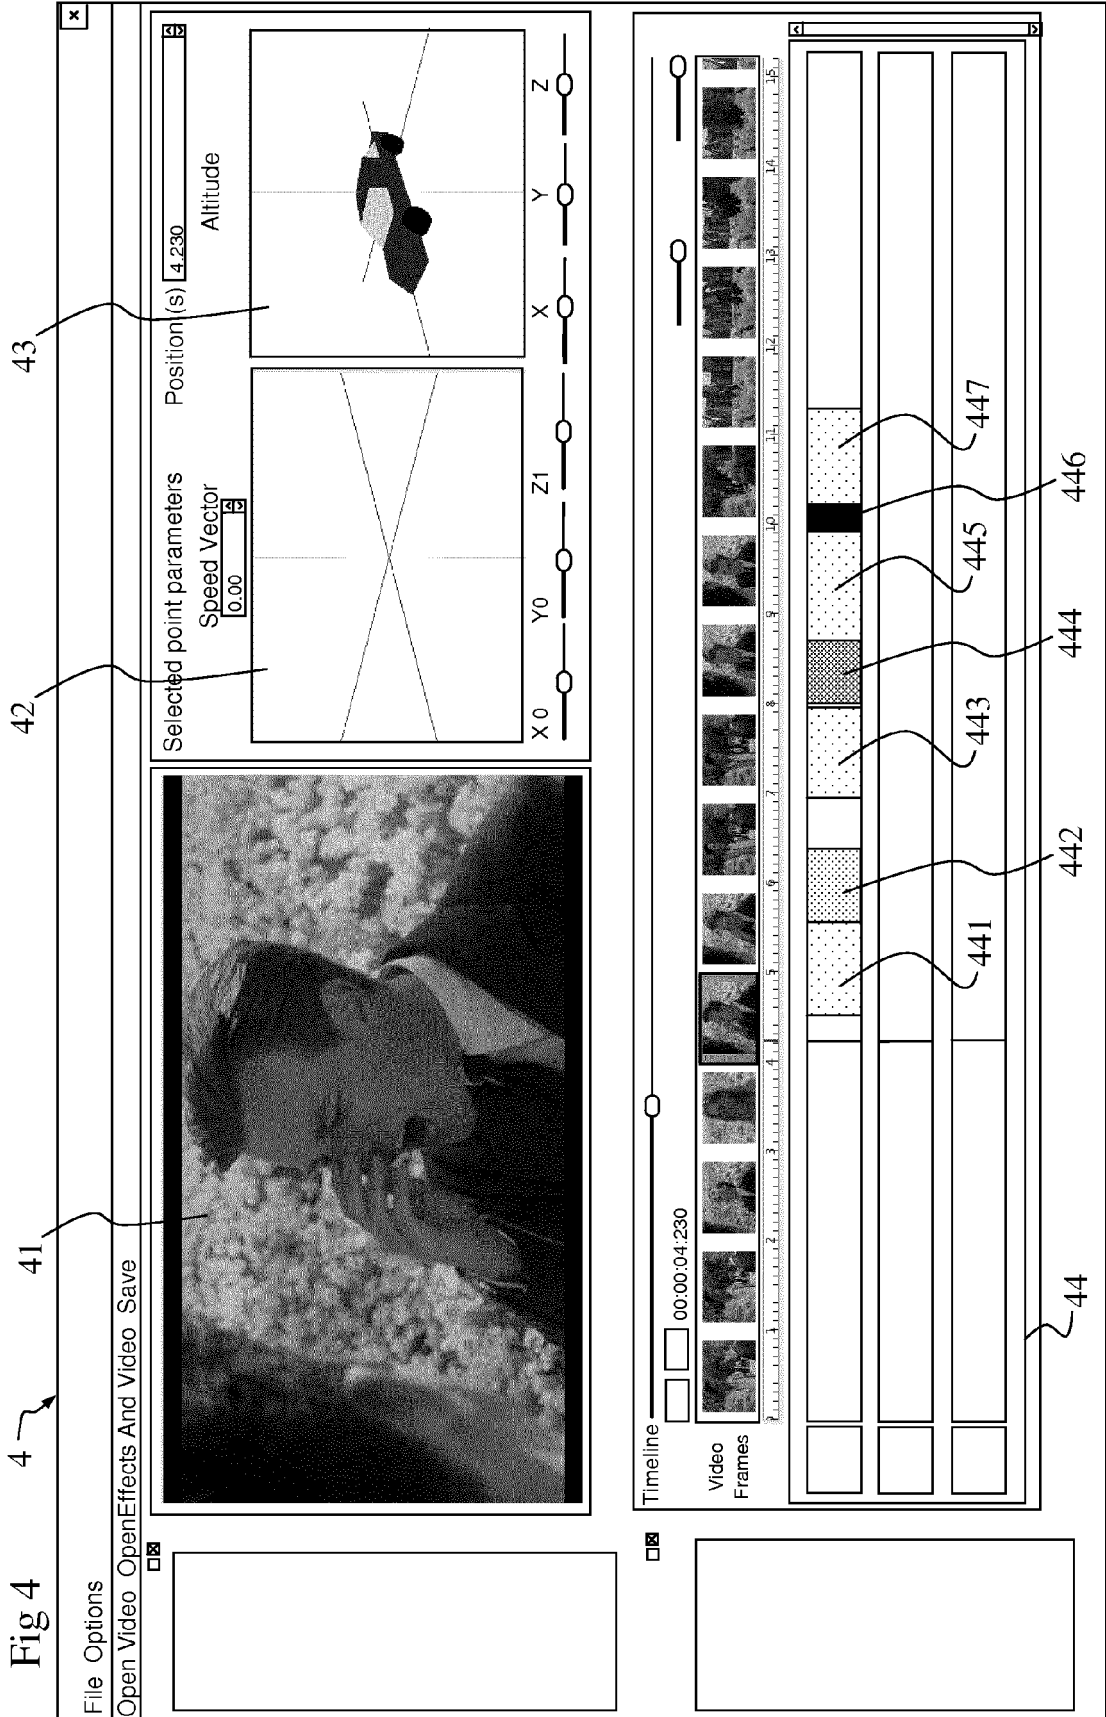 Fig 4
4
41
42
43
File Options
Open Video OpenEffects And Video Save
Selected point parameters
Position (s) 4.230
Speed Vector
0.00
Altitude
X 0
Y0
Z1
X
Y
Z
Timeline
00:00:04:230
Video
Frames
1 2 3 4 5 6 7 8 9 10 11 12 13 14 15
441
442
443
444
445
446
447
44